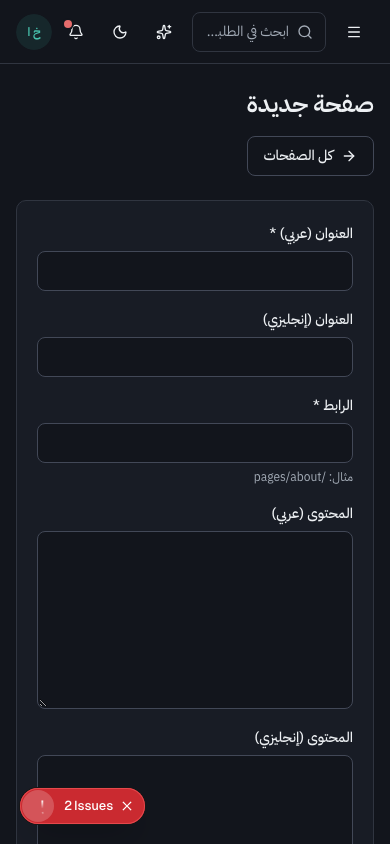 ابحث في الطلبـ...
خ ا
صفحة جديدة
كل الصفحات
العنوان (عربي) *
العنوان (إنجليزي)
الرابط *
مثال: /pages/about
المحتوى (عربي)
المحتوى (إنجليزي)
! 2 Issues